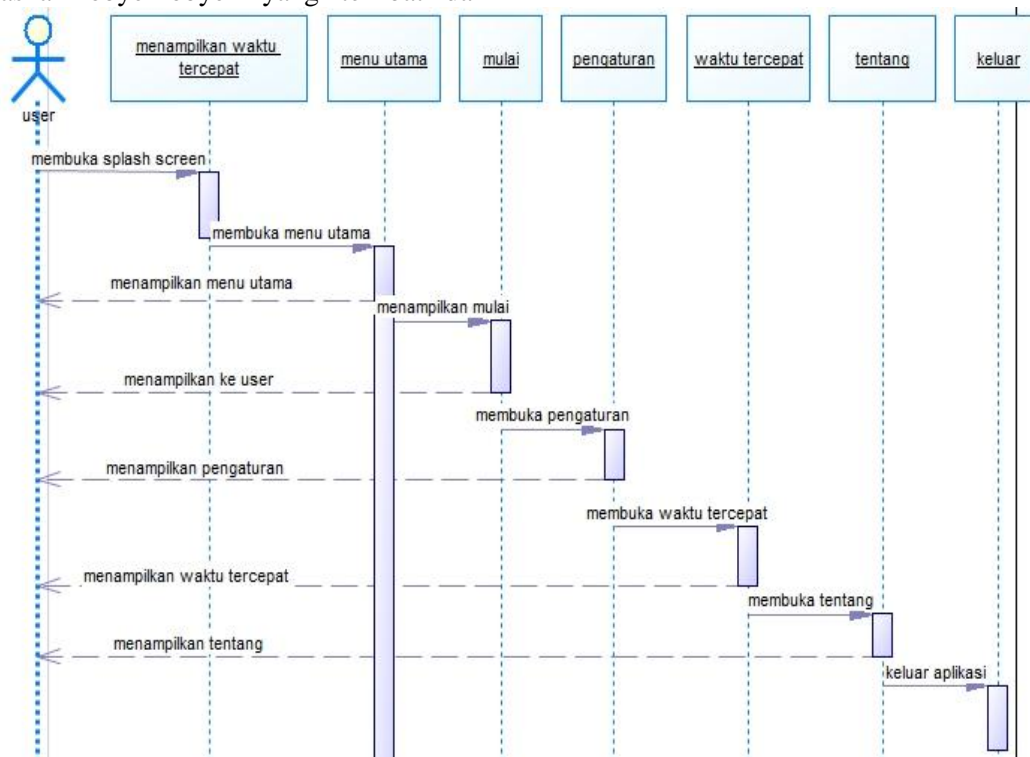 menampilkan waktu
tercepat
menu utama
mulai
pengaturan
waktu tercepat
tentang
keluar
user
membuka splash screen
membuka menu utama
menampilkan menu utama
menampilkan mulai
menampilkan ke user
membuka pengaturan
menampilkan pengaturan
membuka waktu tercepat
menampilkan waktu tercepat
membuka tentang
menampilkan tentang
keluar aplikasi